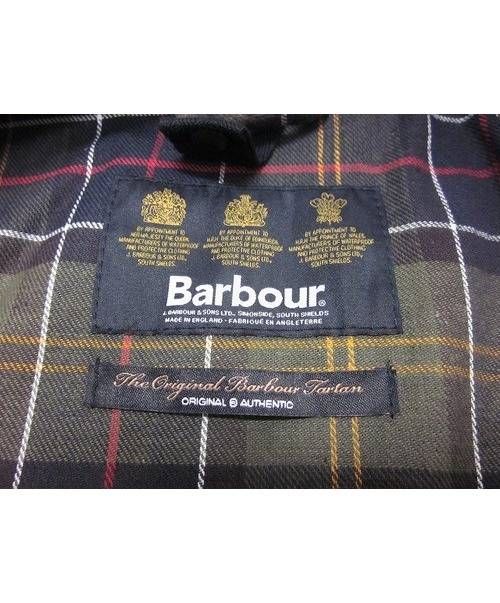 BY APPOINTMENT TO
HER MAJESTY THE QUEEN,
MANUFACTURERS OF WATERPROOF
AND PROTECTIVE CLOTHING
J. BARBOUR & SONS LTD.
SOUTH SHIELDS
BY APPOINTMENT TO
H.R.H. THE DUKE OF EDINBURGH
MANUFACTURERS OF WATERPROOF
AND PROTECTIVE CLOTHING
J. BARBOUR & SONS LTD.
SOUTH SHIELDS
BY APPOINTMENT TO
H.R.H. THE PRINCE OF WALES,
MANUFACTURERS OF WATERPROOF
AND PROTECTIVE CLOTHING
J. BARBOUR & SONS LTD.
SOUTH SHIELDS
Barbour®
J. BARBOUR & SONS LTD., SIMONSIDE, SOUTH SHIELDS
MADE IN ENGLAND - FABRIQUÉ EN ANGLETERRE
The Original Barbour Tartan
ORIGINAL & AUTHENTIC